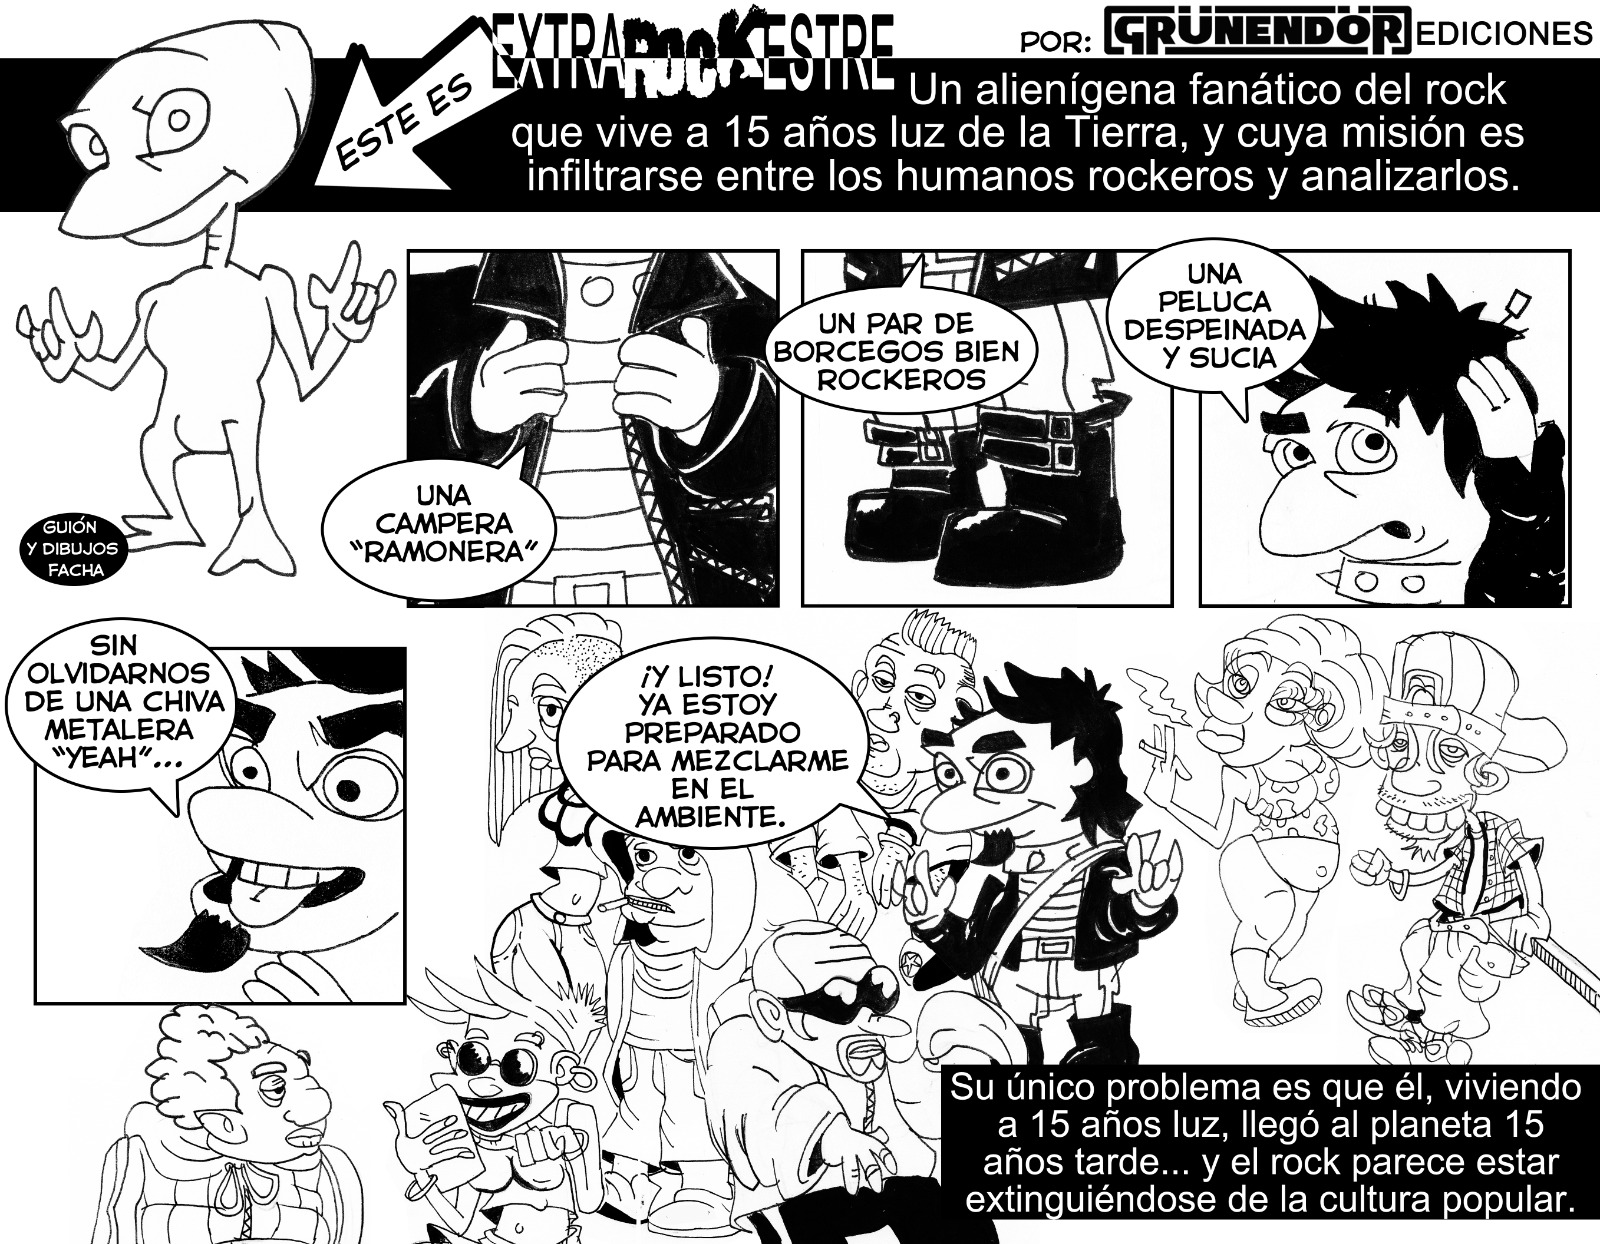 EXTRAROCKESTRE
POR: GRÜNENDÖR EDICIONES
ESTE ES
Un alienígena fanático del rock
que vive a 15 años luz de la Tierra, y cuya misión es
infiltrarse entre los humanos rockeros y analizarlos.
GUIÓN
Y DIBUJOS
FACHA
UNA
CAMPERA
“RAMONERA”
UN PAR DE
BORCEGOS BIEN
ROCKEROS
UNA
PELUCA
DESPEINADA
Y SUCIA
SIN
OLVIDARNOS
DE UNA CHIVA
METALERA
“YEAH”...
¡Y LISTO!
YA ESTOY
PREPARADO
PARA MEZCLARME
EN EL
AMBIENTE.
Su único problema es que él, viviendo
a 15 años luz, llegó al planeta 15
años tarde... y el rock parece estar
extinguiéndose de la cultura popular.